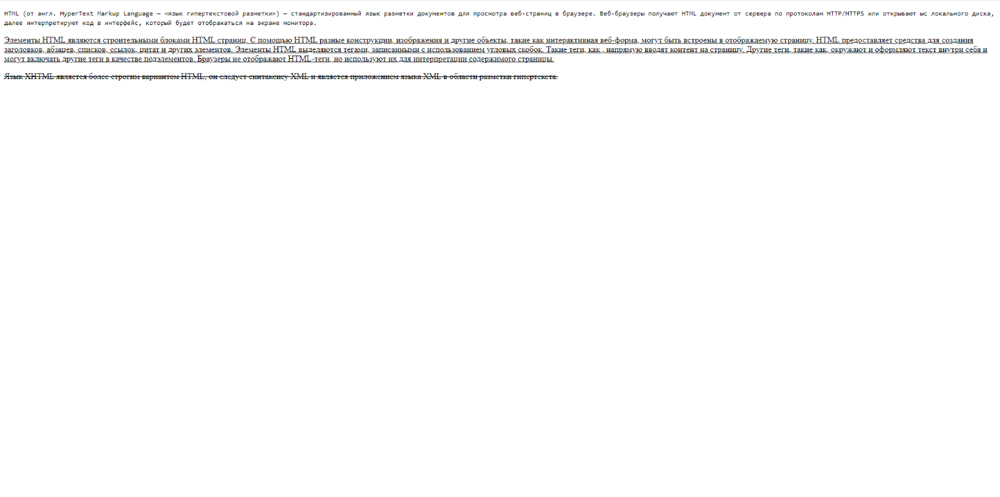 HTML (от англ. HyperText Markup Language — «язык гипертекстовой разметки») — стандартизированный язык разметки документов для просмотра веб-страниц в браузере. Веб-браузеры получают HTML документ от сервера по протоколам HTTP/HTTPS или открывают ыс локального диска,
далее интерпретируют код в интерфейс, который будет отображаться на экране монитора.
Элементы HTML являются строительными блоками HTML страниц. С помощью HTML разные конструкции, изображения и другие объекты, такие как интерактивная веб-форма, могут быть встроены в отображаемую страницу. HTML предоставляет средства для создания
заголовков, абзацев, списков, ссылок, цитат и других элементов. Элементы HTML выделяются тегами, записанными с использованием угловых скобок. Такие теги, как , напрямую вводят контент на страницу. Другие теги, такие как, окружают и оформляют текст внутри себя и
могут включать другие теги в качестве подэлементов. Браузеры не отображают HTML-теги, но используют их для интерпретации содержимого страницы.
Язык XHTML является более строгим вариантом HTML, он следует синтаксису XML и является приложением языка XML в области разметки гипертекста.